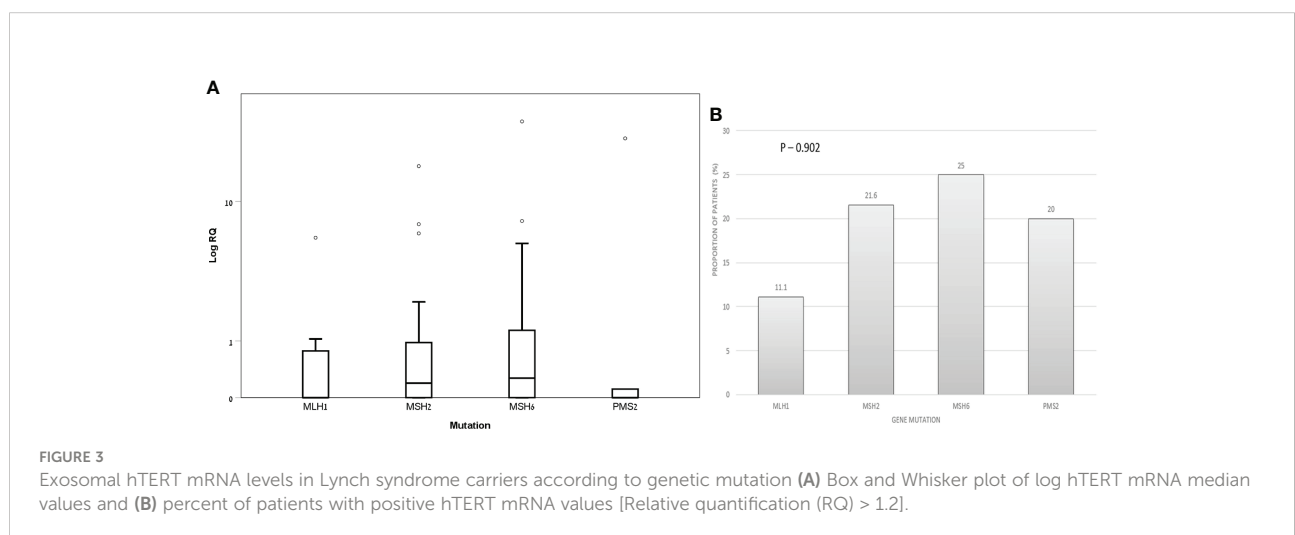 A
10
1
0
Log RQ
MLH1
MSH2
MSH6
PMS2
Mutation
B
P – 0.902
PROPORTION OF PATIENTS (%)
30
25
20
15
10
5
0
11.1
21.6
25
20
MLH1
MSH2
MSH6
PMS2
GENE MUTATION
FIGURE 3
Exosomal hTERT mRNA levels in Lynch syndrome carriers according to genetic mutation (A) Box and Whisker plot of log hTERT mRNA median
values and (B) percent of patients with positive hTERT mRNA values [Relative quantification (RQ) > 1.2].